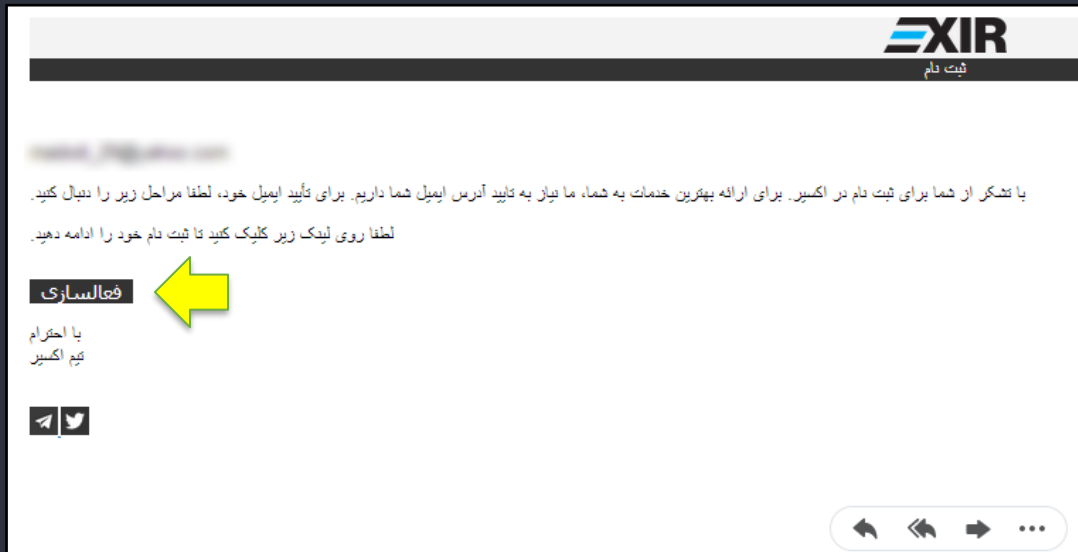 EXIR
ثبت نام
با تشکر از شما برای ثبت نام در اکسیر. برای ارائه بهترین خدمات به شما، ما نیاز به تایید آدرس ایمیل شما داریم. برای تأیید ایمیل خود، لطفا مراحل زیر را دنبال کنید.
لطفا روی لینک زیر کلیک کنید تا ثبت نام خود را ادامه دهید.
فعالسازی
با احترام
تیم اکسیر